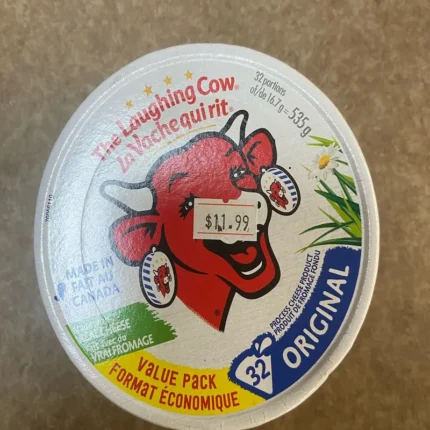 The Laughing Cow®
La Vache qui rit®
32 portions
of/de 16.7 g = 535 g
$11.99
MADE IN
FAIT AU
CANADA
CHEESE
VRAI FROMAGE
VALUE PACK
FORMAT ÉCONOMIQUE
32
ORIGINAL
PROCESS CHEESE PRODUCT
PRODUIT DE FROMAGE FONDU